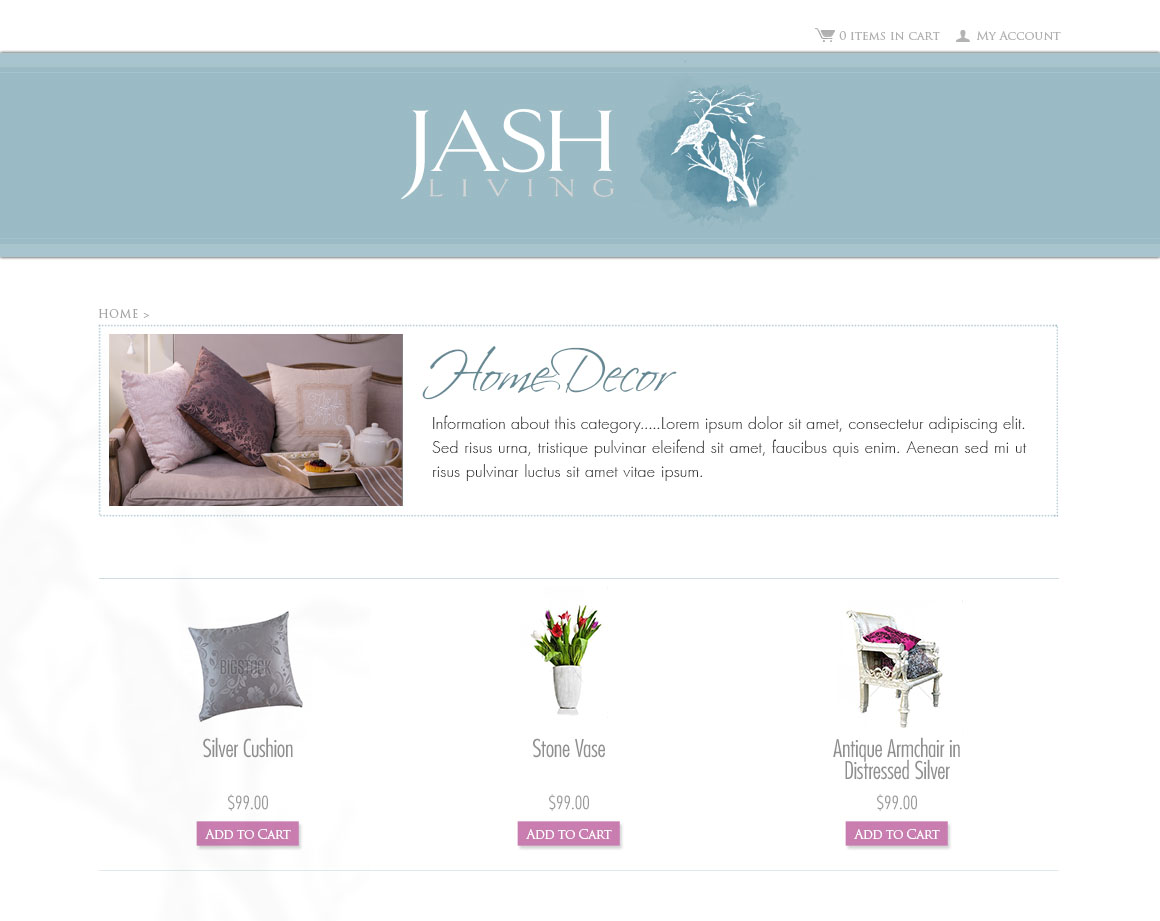 0 items in cart
My Account
JASH
LIVING
HOME >
Home Decor
Information about this category.....Lorem ipsum dolor sit amet, consectetur adipiscing elit.
Sed risus urna, tristique pulvinar eleifend sit amet, faucibus quis enim. Aenean sed mi ut
risus pulvinar luctus sit amet vitae ipsum.
BIGSTOCK
Silver Cushion
Stone Vase
Antique Armchair in
Distressed Silver
$99.00
$99.00
$99.00
Add to Cart
Add to Cart
Add to Cart